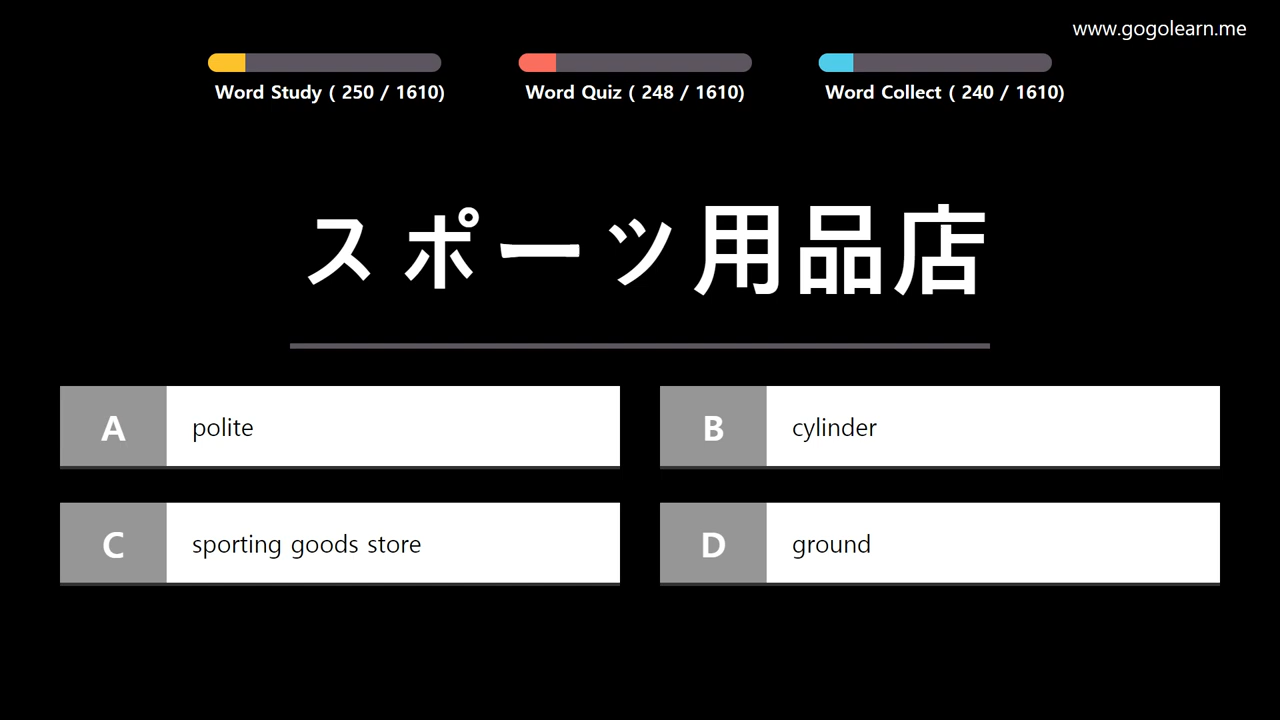 www.gogolearn.me
Word Study ( 250 / 1610)
Word Quiz ( 248 / 1610)
Word Collect ( 240 / 1610)
スポーツ用品店
A polite
B cylinder
C sporting goods store
D ground